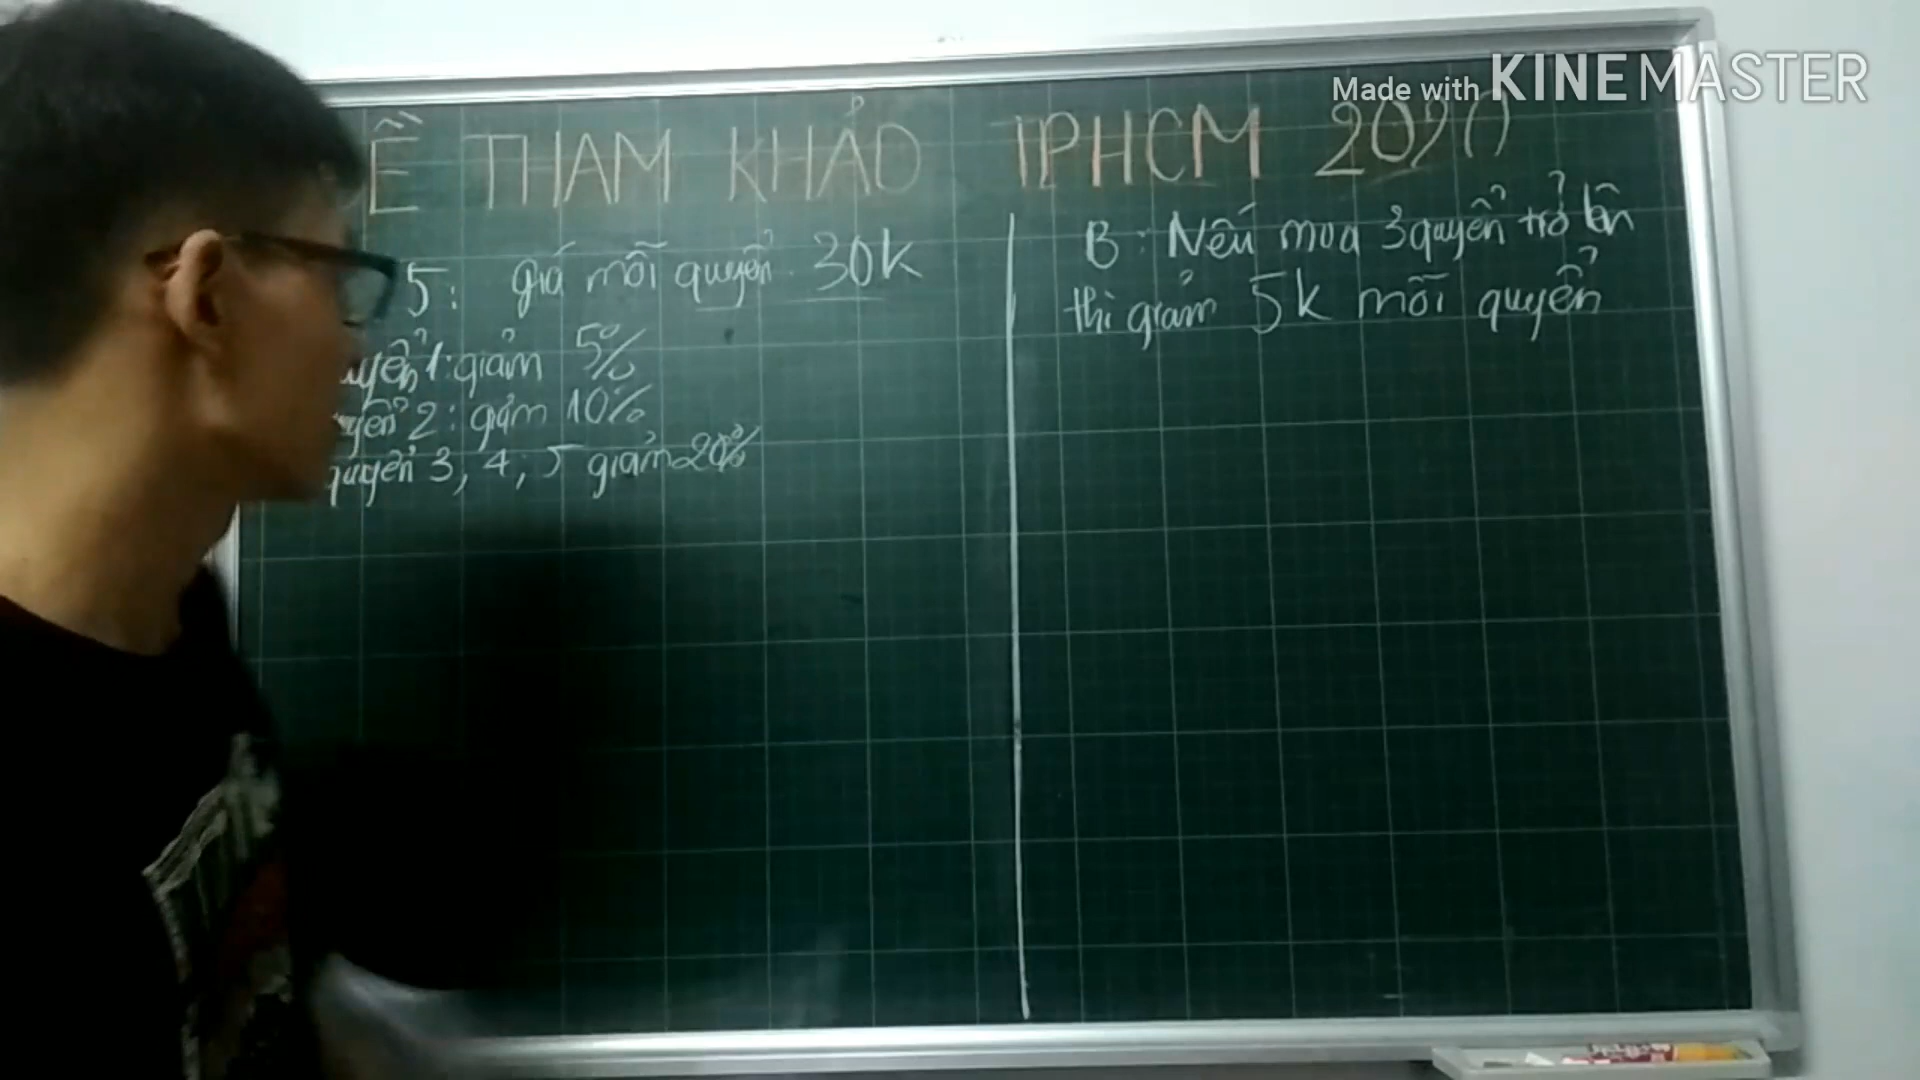 Made with KINEMASTER
Ề THAM KHẢO TPHCM 2020
5: giá mỗi quyển 30k
uyển 1: giảm 5%
yển 2: giảm 10%
quyển 3, 4, 5 giảm 20%
B: Nếu mua 3 quyển trở lên
thì giảm 5k mỗi quyển